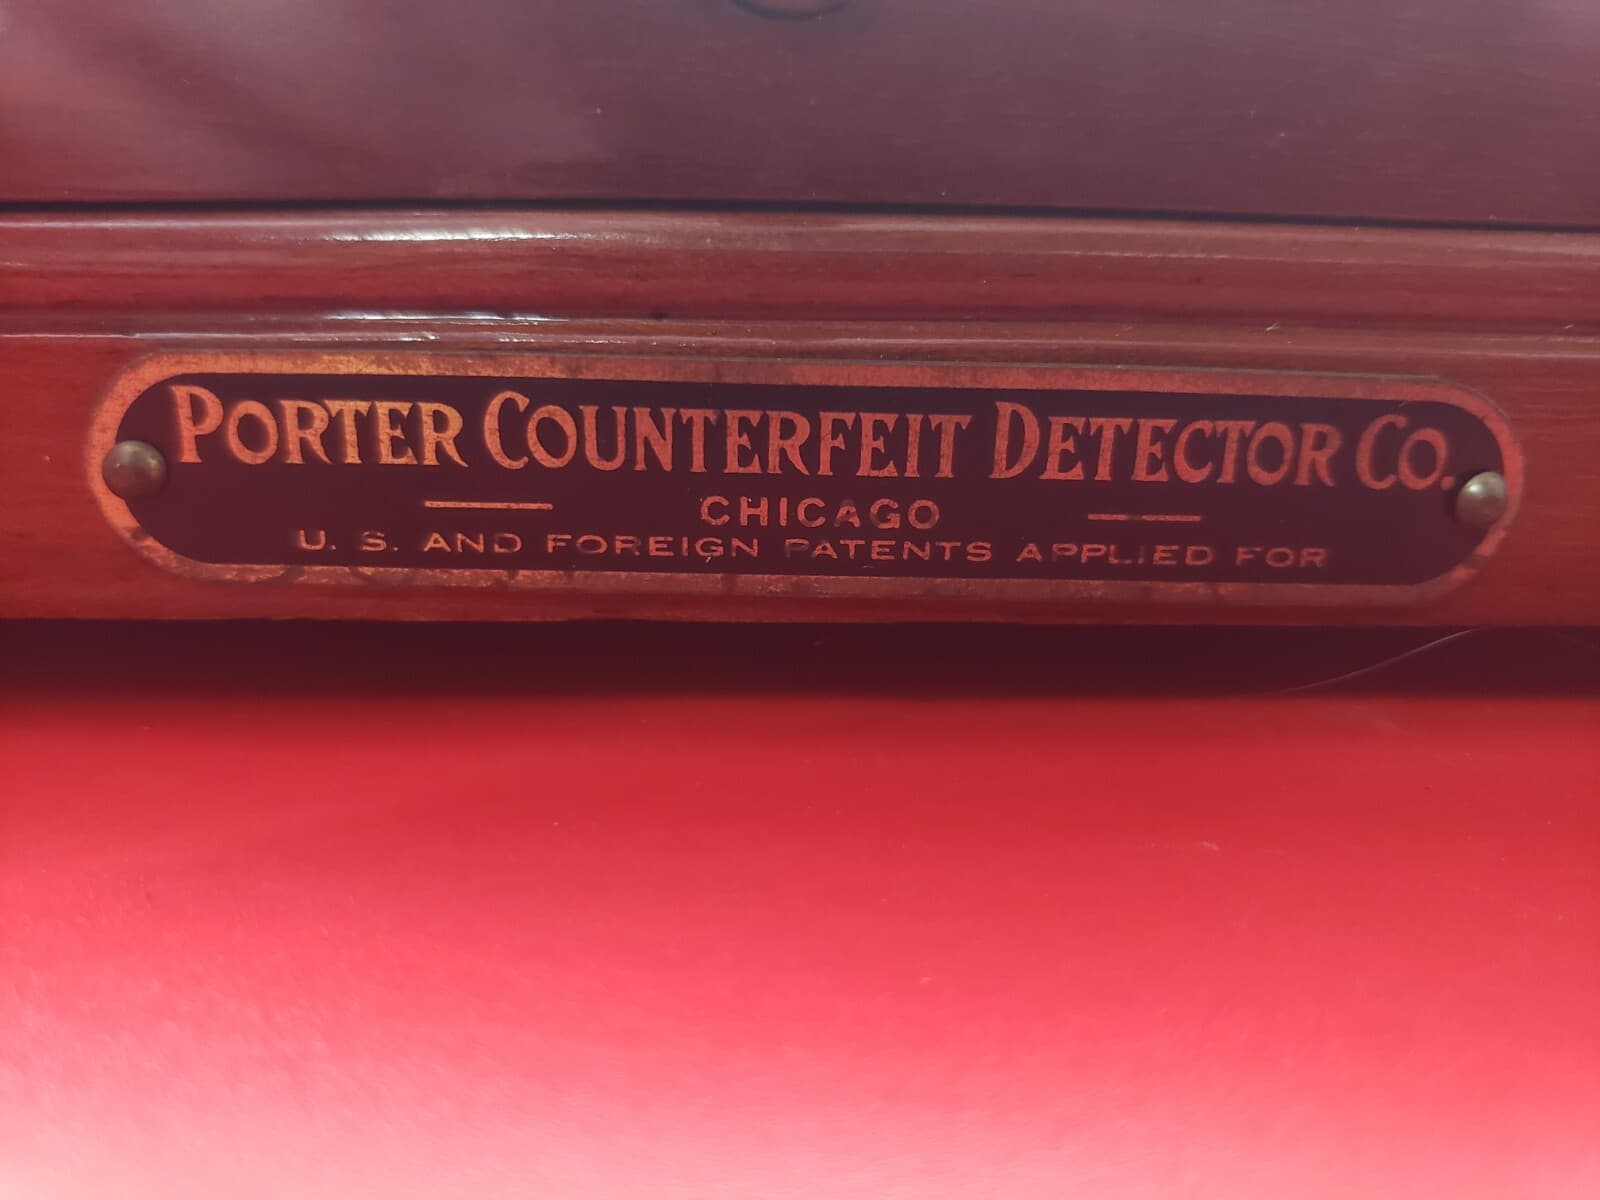 PORTER COUNTERFEIT DETECTOR CO.
CHICAGO
U. S. AND FOREIGN PATENTS APPLIED FOR